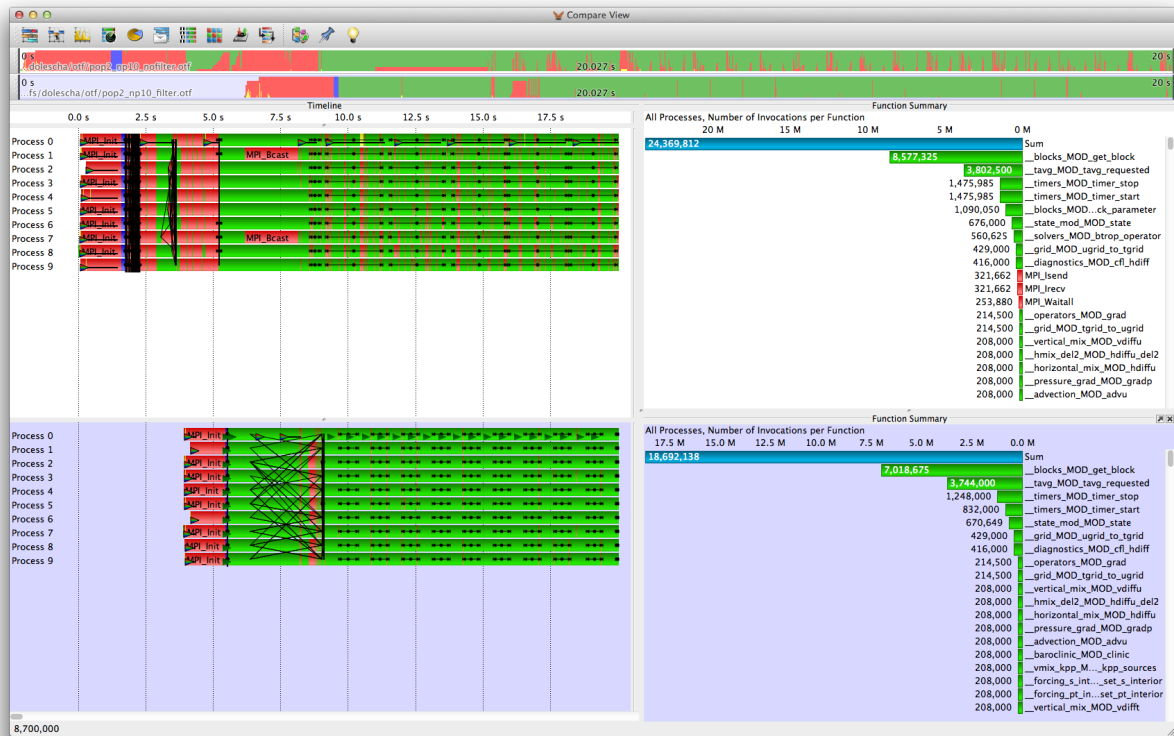 Compare View
0 s
20 s
dolescha/otf/pop2_np10_nofilter.otf
20.027 s
0 s
20 s
...fs/dolescha/otf/pop2_np10_filter.otf
20.027 s
Timeline
0.0 s 2.5 s 5.0 s 7.5 s 10.0 s 12.5 s 15.0 s 17.5 s
Process 0 MPI_Init
Process 1 MPI_Init MPI_Bcast
Process 2
Process 3 MPI_Init
Process 4 MPI_Init
Process 5 MPI_Init
Process 6 MPI_Init
Process 7 MPI_Init MPI_Bcast
Process 8 MPI_Init
Process 9
Function Summary
All Processes, Number of Invocations per Function
20 M 15 M 10 M 5 M 0 M
24,369,812 Sum
8,577,325 __blocks_MOD_get_block
3,802,500 __tavg_MOD_tavg_requested
1,475,985 __timers_MOD_timer_stop
1,475,985 __timers_MOD_timer_start
1,090,050 __blocks_MOD...ck_parameter
676,000 __state_mod_MOD_state
560,625 __solvers_MOD_btrop_operator
429,000 __grid_MOD_ugrid_to_tgrid
416,000 __diagnostics_MOD_cfl_hdiff
321,662 MPI_Isend
321,662 MPI_Irecv
253,880 MPI_Waitall
214,500 __operators_MOD_grad
214,500 __grid_MOD_tgrid_to_ugrid
208,000 __vertical_mix_MOD_vdiffu
208,000 __hmix_del2_MOD_hdiffu_del2
208,000 __horizontal_mix_MOD_hdiffu
208,000 __pressure_grad_MOD_gradp
208,000 __advection_MOD_advu
Process 0 MPI_Init
Process 1
Process 2 MPI_Init
Process 3 MPI_Init
Process 4 MPI_Init
Process 5 MPI_Init
Process 6
Process 7 MPI_Init
Process 8 MPI_Init
Process 9 MPI_Init
Function Summary
All Processes, Number of Invocations per Function
17.5 M 15.0 M 12.5 M 10.0 M 7.5 M 5.0 M 2.5 M 0.0 M
18,692,138 Sum
7,018,675 __blocks_MOD_get_block
3,744,000 __tavg_MOD_tavg_requested
1,248,000 __timers_MOD_timer_stop
832,000 __timers_MOD_timer_start
670,649 __state_mod_MOD_state
429,000 __grid_MOD_ugrid_to_tgrid
416,000 __diagnostics_MOD_cfl_hdiff
214,500 __operators_MOD_grad
214,500 __grid_MOD_tgrid_to_ugrid
208,000 __vertical_mix_MOD_vdiffu
208,000 __hmix_del2_MOD_hdiffu_del2
208,000 __horizontal_mix_MOD_hdiffu
208,000 __pressure_grad_MOD_gradp
208,000 __advection_MOD_advu
208,000 __baroclinic_MOD_clinic
208,000 __vmix_kpp_M..._kpp_sources
208,000 __forcing_s_int..._set_s_interior
208,000 __forcing_pt_in...set_pt_interior
208,000 __vertical_mix_MOD_vdifft
8,700,000